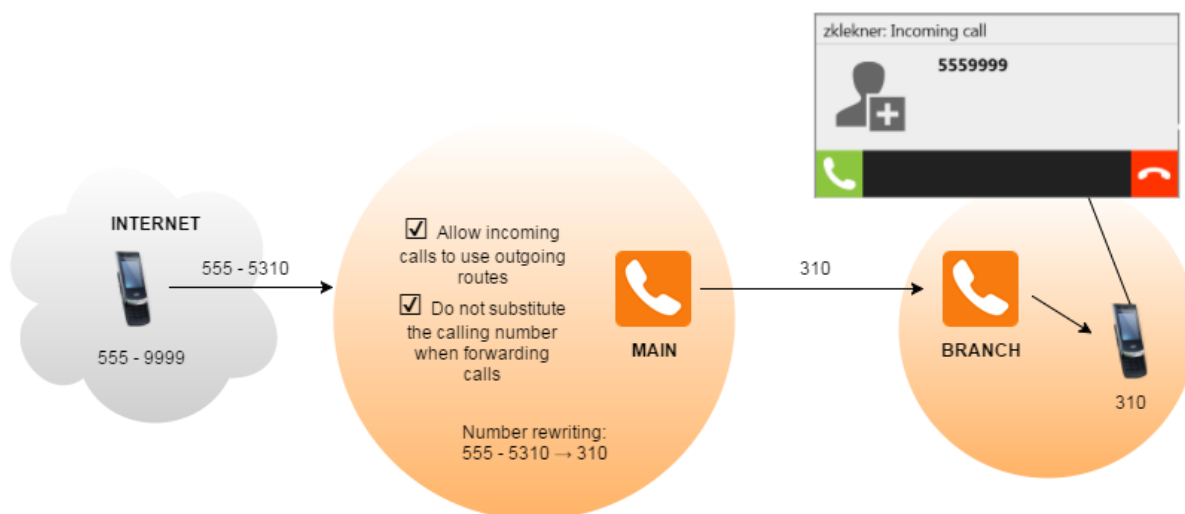 zklekner: Incoming call
5559999
INTERNET
555 - 5310
555 - 9999
Allow incoming
calls to use outgoing
routes
Do not substitute
the calling number
when forwarding
calls
Number rewriting:
555 - 5310 → 310
MAIN
310
BRANCH
310